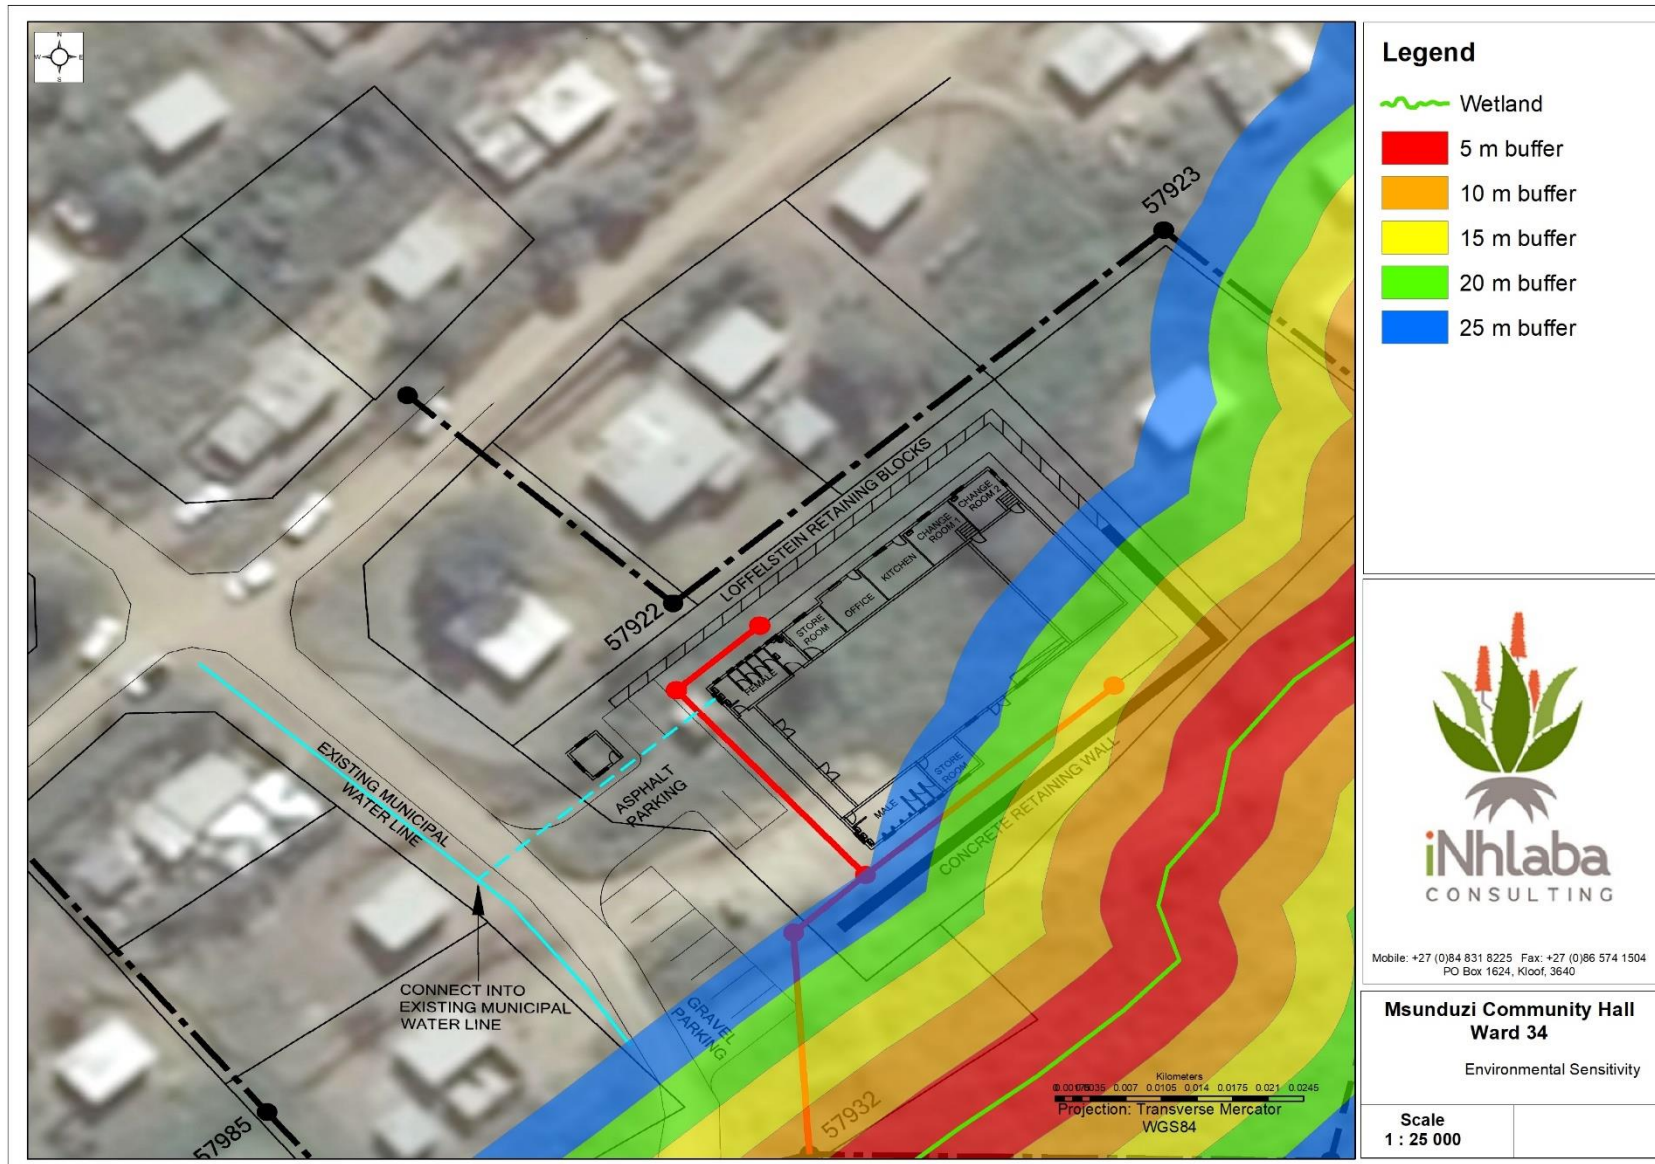 N
W E
S
57923
57922
LOFFELSTEIN RETAINING BLOCKS
CHANGE
ROOM 2
CHANGE
ROOM 1
KITCHEN
OFFICE
STORE
ROOM
FEMALE
MALE
STORE
ROOM
CONCRETE RETAINING WALL
ASPHALT
PARKING
EXISTING MUNICIPAL
WATER LINE
CONNECT INTO
EXISTING MUNICIPAL
WATER LINE
GRAVEL
PARKING
57985
57932
Kilometers
0.007 0.0105 0.014 0.0175 0.021 0.0245
Projection: Transverse Mercator
WGS84
Legend
Wetland
5 m buffer
10 m buffer
15 m buffer
20 m buffer
25 m buffer
iNhlaba
CONSULTING
Mobile: +27 (0)84 831 8225 Fax: +27 (0)86 574 1504
PO Box 1624, Kloof, 3640
Msunduzi Community Hall
Ward 34
Environmental Sensitivity
Scale
1 : 25 000